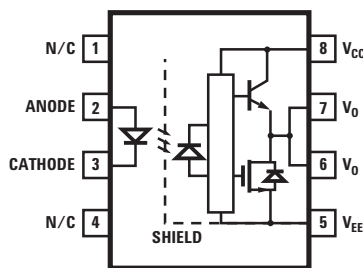 N/C 1
8 VCC
ANODE 2
7 VO
CATHODE 3
6 VO
N/C 4
SHIELD
5 VEE